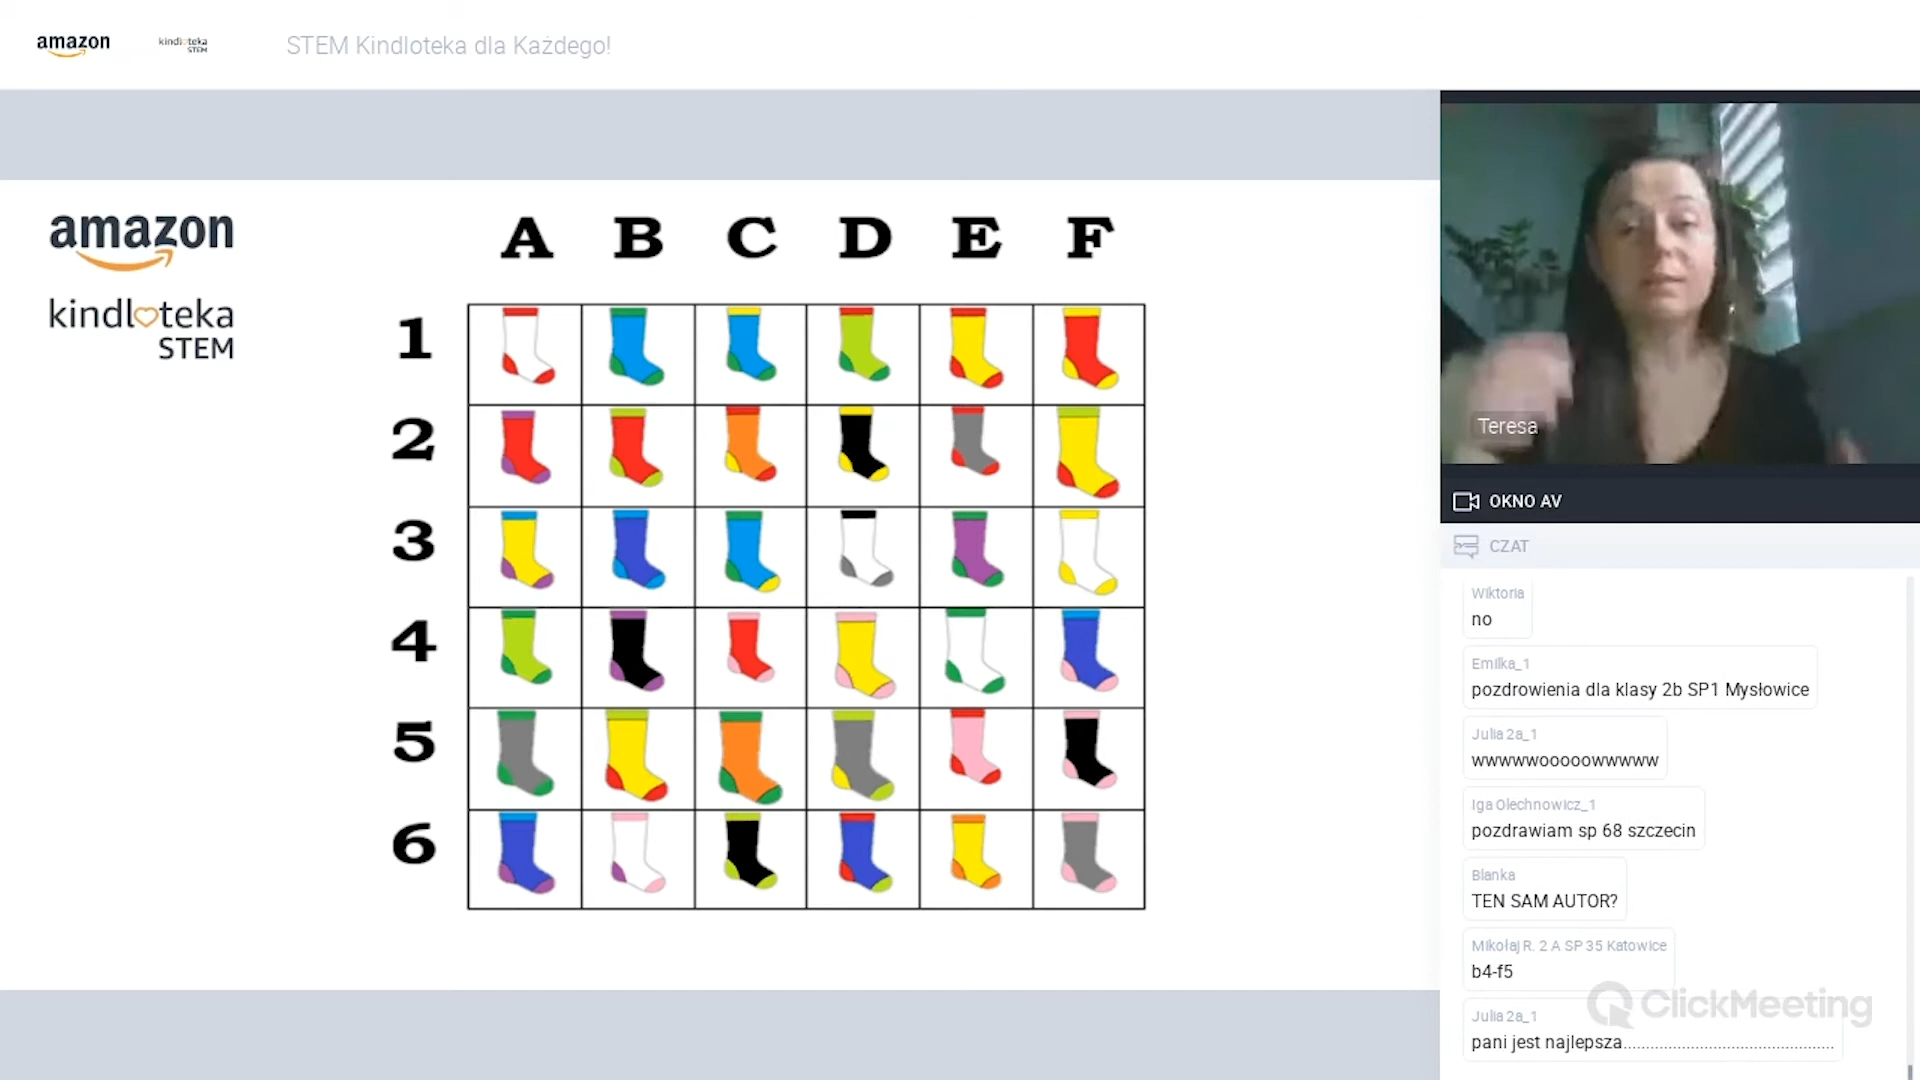 amazon
kindloteka
STEM
STEM Kindloteka dla Każdego!
amazon
kindloteka
STEM
A B C D E F
1
2
3
4
5
6
Teresa
OKNO AV
CZAT
Wiktoria
no
Emilka_1
pozdrowienia dla klasy 2b SP1 Mysłowice
Julia 2a_1
wwwwwooooowwwww
Iga Olechnowicz_1
pozdrawiam sp 68 szczecin
Blanka
TEN SAM AUTOR?
Mikołaj R. 2 A SP 35 Katowice
b4-f5
ClickMeeting
Julia 2a_1
pani jest najlepsza...............................................